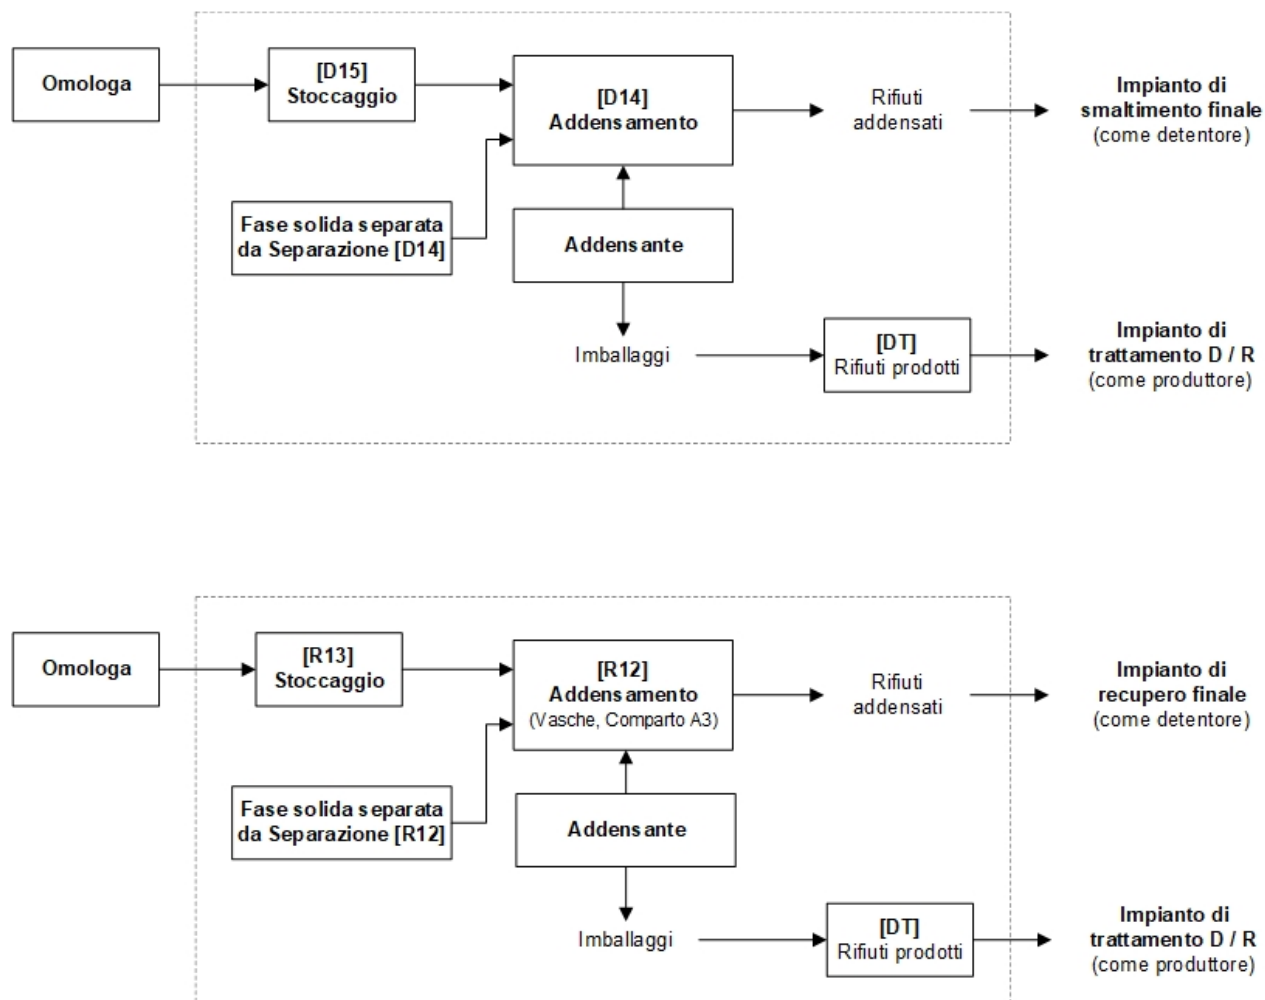 Omologa
[D15]
Stoccaggio
[D14]
Addensamento
Rifiuti
addensati
Impianto di
smaltimento finale
(come detentore)
Fase solida separata
da Separazione [D14]
Addensante
Imballaggi
[DT]
Rifiuti prodotti
Impianto di
trattamento D / R
(come produttore)
Omologa
[R13]
Stoccaggio
[R12]
Addensamento
(Vasche, Comparto A3)
Rifiuti
addensati
Impianto di
recupero finale
(come detentore)
Fase solida separata
da Separazione [R12]
Addensante
Imballaggi
[DT]
Rifiuti prodotti
Impianto di
trattamento D / R
(come produttore)